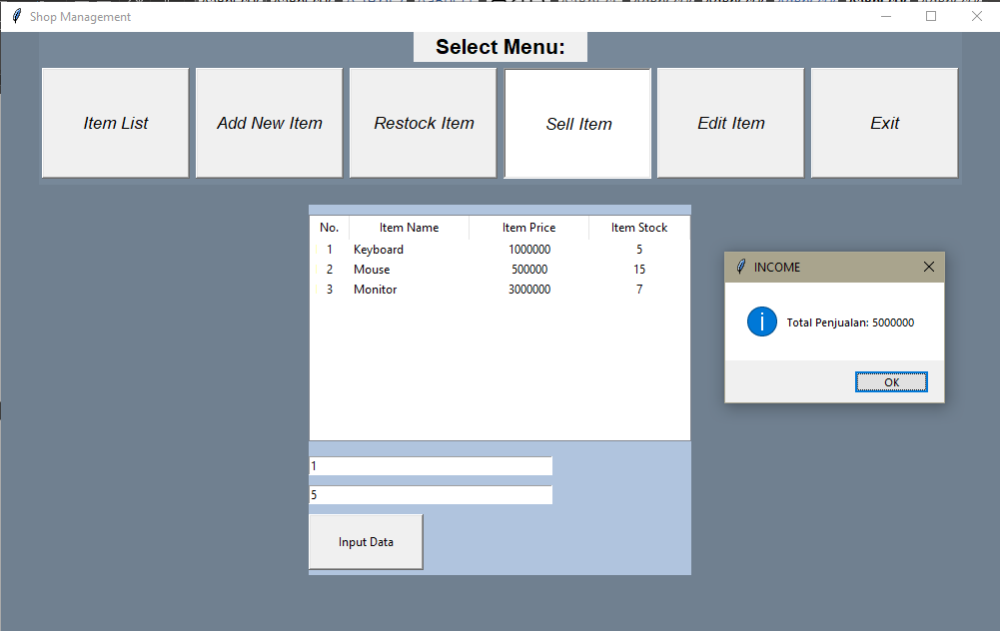 Shop Management
Select Menu:
Item List Add New Item Restock Item Sell Item Edit Item Exit
No. Item Name Item Price Item Stock
1 Keyboard 1000000 5
2 Mouse 500000 15
3 Monitor 3000000 7
INCOME
Total Penjualan: 5000000
OK
1
5
Input Data